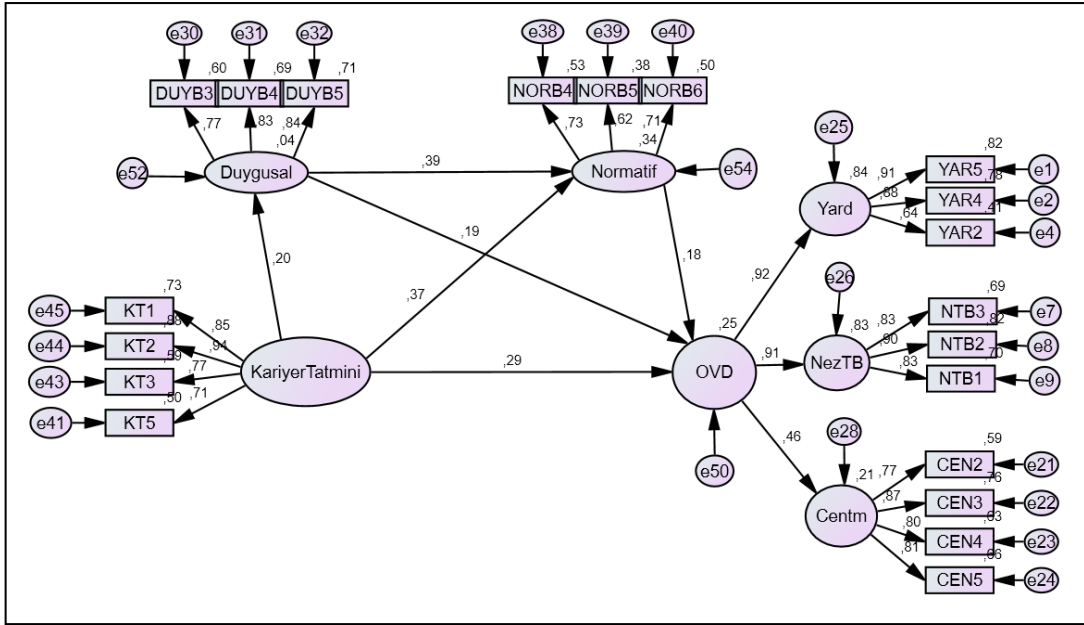 e30 e31 e32
,60 ,69 ,71
DUYB3 DUYB4 DUYB5
,77 ,83 ,84
,04
e52
Duygusal
e38 e39 e40
,53 ,38 ,50
NORB4 NORB5 NORB6
,73 ,62 ,71
,34
Normatif
e54
,39
,19
,20
,37
,18
,29
e45
,73
KT1
,85
e44
,88
KT2
,94
e43
,59
KT3
,77
e41
,50
KT5
,71
KariyerTatmini
,25
OVD
e50
,92
,91
,46
e25
,84
Yard
,91
,82
YAR5
e1
,88
,78
YAR4
e2
,64
,41
YAR2
e4
e26
,83
NezTB
,83
,69
NTB3
e7
,90
,82
NTB2
e8
,83
,70
NTB1
e9
e28
,21
Centm
,77
,59
CEN2
e21
,87
,76
CEN3
e22
,80
,63
CEN4
e23
,81
,66
CEN5
e24